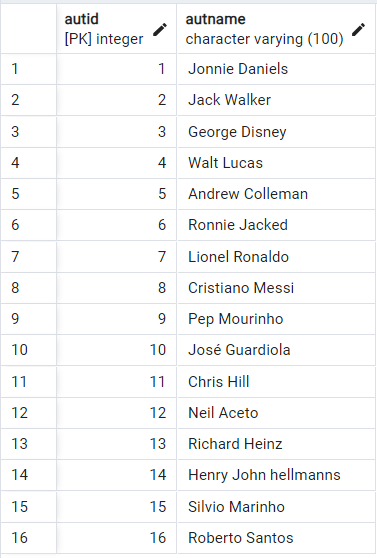 autid autname
[PK] integer character varying (100)
1 1 Jonnie Daniels
2 2 Jack Walker
3 3 George Disney
4 4 Walt Lucas
5 5 Andrew Colleman
6 6 Ronnie Jacked
7 7 Lionel Ronaldo
8 8 Cristiano Messi
9 9 Pep Mourinho
10 10 José Guardiola
11 11 Chris Hill
12 12 Neil Aceto
13 13 Richard Heinz
14 14 Henry John hellmanns
15 15 Silvio Marinho
16 16 Roberto Santos